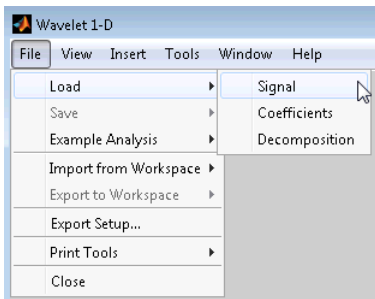 Wavelet 1-D
File View Insert Tools Window Help
Load
Signal
Save
Coefficients
Example Analysis
Decomposition
Import from Workspace
Export to Workspace
Export Setup...
Print Tools
Close